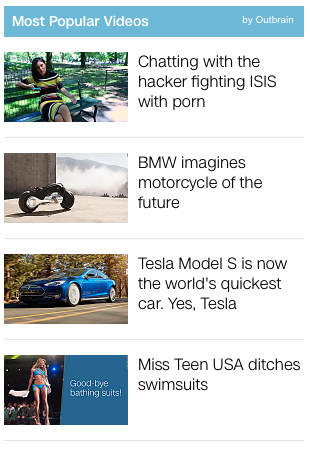 Most Popular Videos
by Outbrain
Chatting with the
hacker fighting ISIS
with porn
BMW imagines
motorcycle of the
future
Tesla Model S is now
the world's quickest
car. Yes, Tesla
Miss Teen USA ditches
swimsuits
Good-bye
bathing suits!